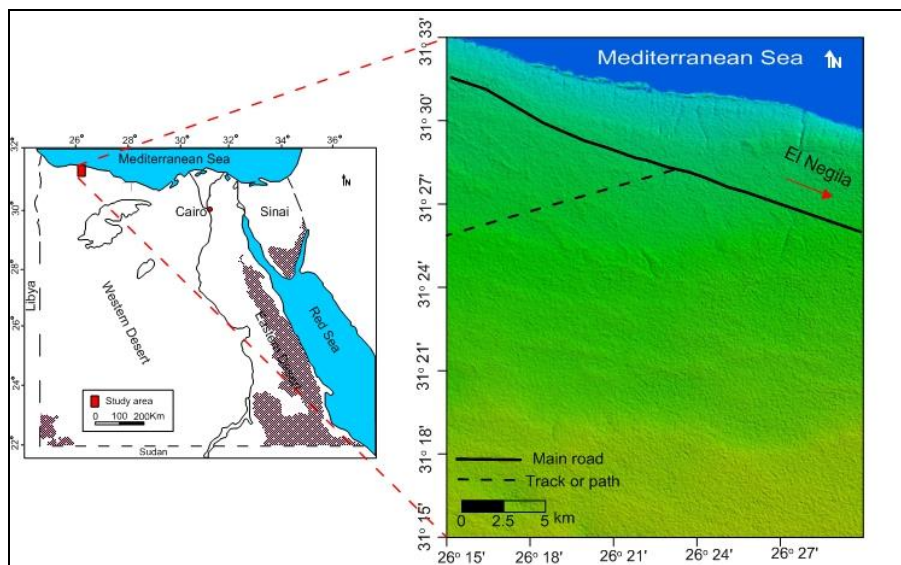 26°
30°
32°
36°
32°
30°
28°
26°
24°
22°
Mediterranean Sea
N
Cairo
Sinai
Libya
Western Desert
Eastern Desert
Red Sea
Study area
0 100 200Km
Sudan
Mediterranean Sea
N
El Negila
31° 33'
31° 30'
31° 27'
31° 24'
31° 21'
31° 18'
31° 15'
Main road
Track or path
0 2.5 5 km
26° 15' 26° 18' 26° 21' 26° 24' 26° 27'